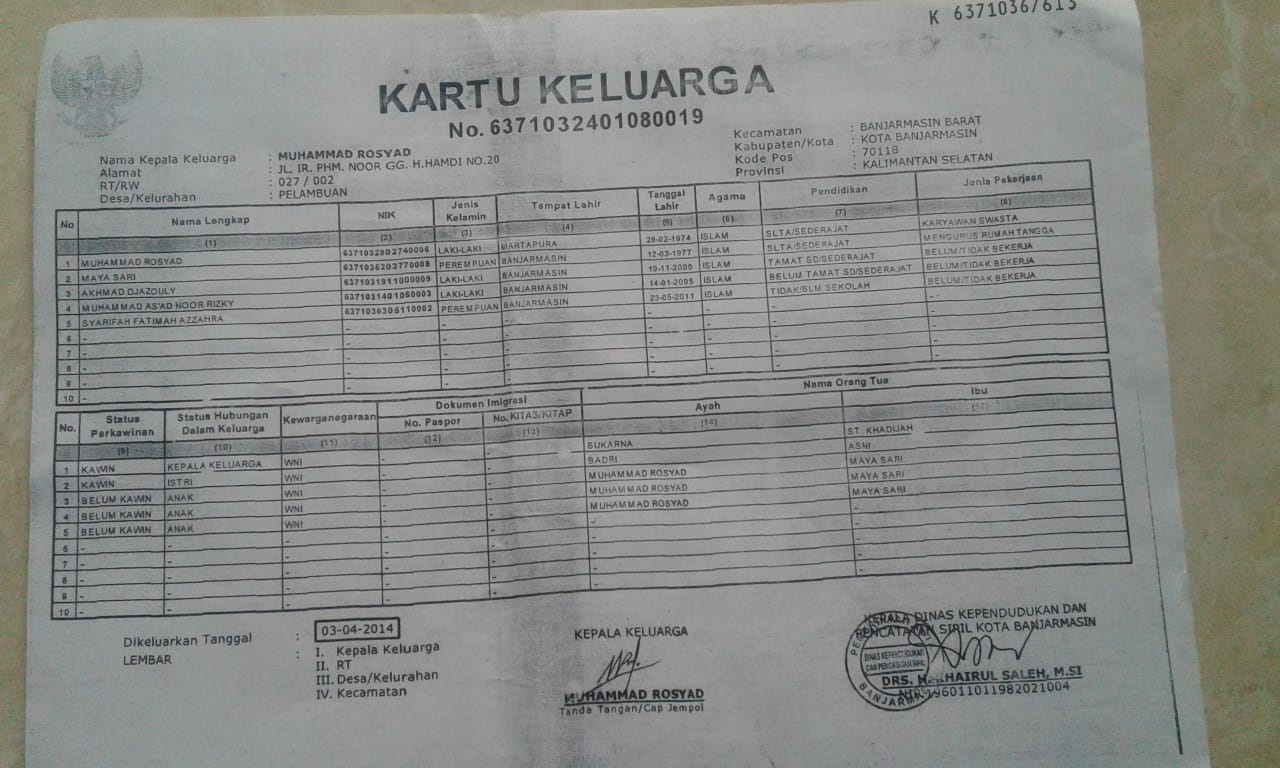 K 63710367613
KARTU KELUARGA
No. 6371032401080019
Nama Kepala Keluarga : MUHAMMAD ROSYAD
Alamat : JL. IR. PHM. NOOR GG. H.HAMDI NO.20
RT/RW : 027 / 002
Desa/Kelurahan : PELAMBUAN
Kecamatan : BANJARMASIN BARAT
Kabupaten/Kota : KOTA BANJARMASIN
Kode Pos : 70118
Provinsi : KALIMANTAN SELATAN
No Nama Lengkap NIK Jenis Kelamin Tempat Lahir Tanggal Lahir Agama Pendidikan Jenis Pekerjaan
(1) (2) (3) (4) (5) (6) (7) (8)
1 MUHAMMAD ROSYAD 6371032802740006 LAKI-LAKI MARTAPURA 28-02-1974 ISLAM SLTA/SEDERAJAT KARYAWAN SWASTA
2 MAYA SARI 6371035203770008 PEREMPUAN BANJARMASIN 12-03-1977 ISLAM SLTA/SEDERAJAT MENGURUS RUMAH TANGGA
3 AKHMAD DJAZOULY 6371031911000009 LAKI-LAKI BANJARMASIN 19-11-2000 ISLAM TAMAT SD/SEDERAJAT BELUM/TIDAK BEKERJA
4 MUHAMMAD AS'AD NOOR RIZKY 6371031401050003 LAKI-LAKI BANJARMASIN 14-01-2005 ISLAM BELUM TAMAT SD/SEDERAJAT BELUM/TIDAK BEKERJA
5 SYARIFAH FATIMAH AZZAHRA 6371036305110002 PEREMPUAN BANJARMASIN 23-05-2011 ISLAM TIDAK/BLM SEKOLAH BELUM/TIDAK BEKERJA
6 - - - - - - - -
7 - - - - - - - -
8 - - - - - - - -
9 - - - - - - - -
10 - - - - - - - -
No. Status Perkawinan Status Hubungan Dalam Keluarga Kewarganegaraan Dokumen Imigrasi Nama Orang Tua
No. Paspor No. KITAS/KITAP Ayah Ibu
(9) (10) (11) (12) (13) (14) (15)
1 KAWIN KEPALA KELUARGA WNI - - SUKARNA ST. KHADIJAH
2 KAWIN ISTRI WNI - - BADRI ASNI
3 BELUM KAWIN ANAK WNI - - MUHAMMAD ROSYAD MAYA SARI
4 BELUM KAWIN ANAK WNI - - MUHAMMAD ROSYAD MAYA SARI
5 BELUM KAWIN ANAK WNI - - MUHAMMAD ROSYAD MAYA SARI
6 - - - - - - -
7 - - - - - - -
8 - - - - - - -
9 - - - - - - -
10 - - - - - - -
Dikeluarkan Tanggal : 03-04-2014
LEMBAR : I. Kepala Keluarga
II. RT
III. Desa/Kelurahan
IV. Kecamatan
KEPALA KELUARGA
MUHAMMAD ROSYAD
Tanda Tangan/Cap Jempol
KEPALA DINAS KEPENDUDUKAN DAN
PENCATATAN SIPIL KOTA BANJARMASIN
DINAS KEPENDUDUKAN
DAN PENCATATAN SIPIL
DRS. H. KHAIRUL SALEH, M.SI
NIP. 196011011982021004